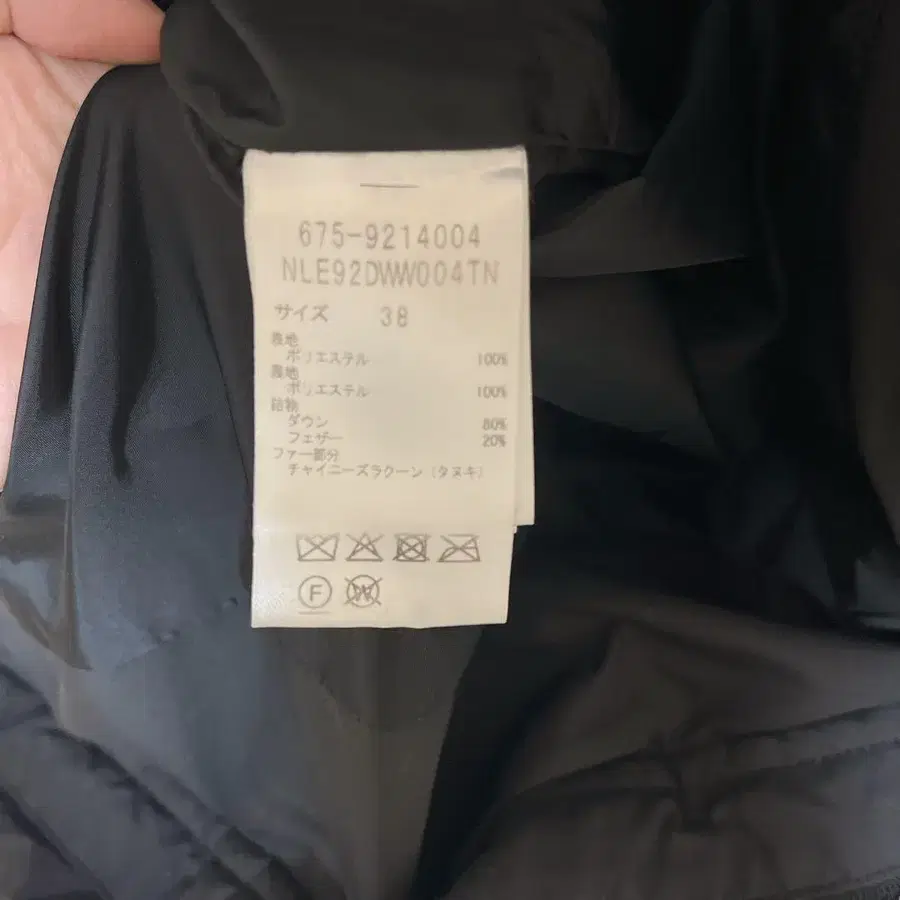 675-9214004
NLE92DWW004TN
サイズ 38
表地
ポリエステル 100%
裏地
ポリエステル 100%
詰物
ダウン 80%
フェザー 20%
ファー部分
チャイニーズラクーン(タヌキ)
F W